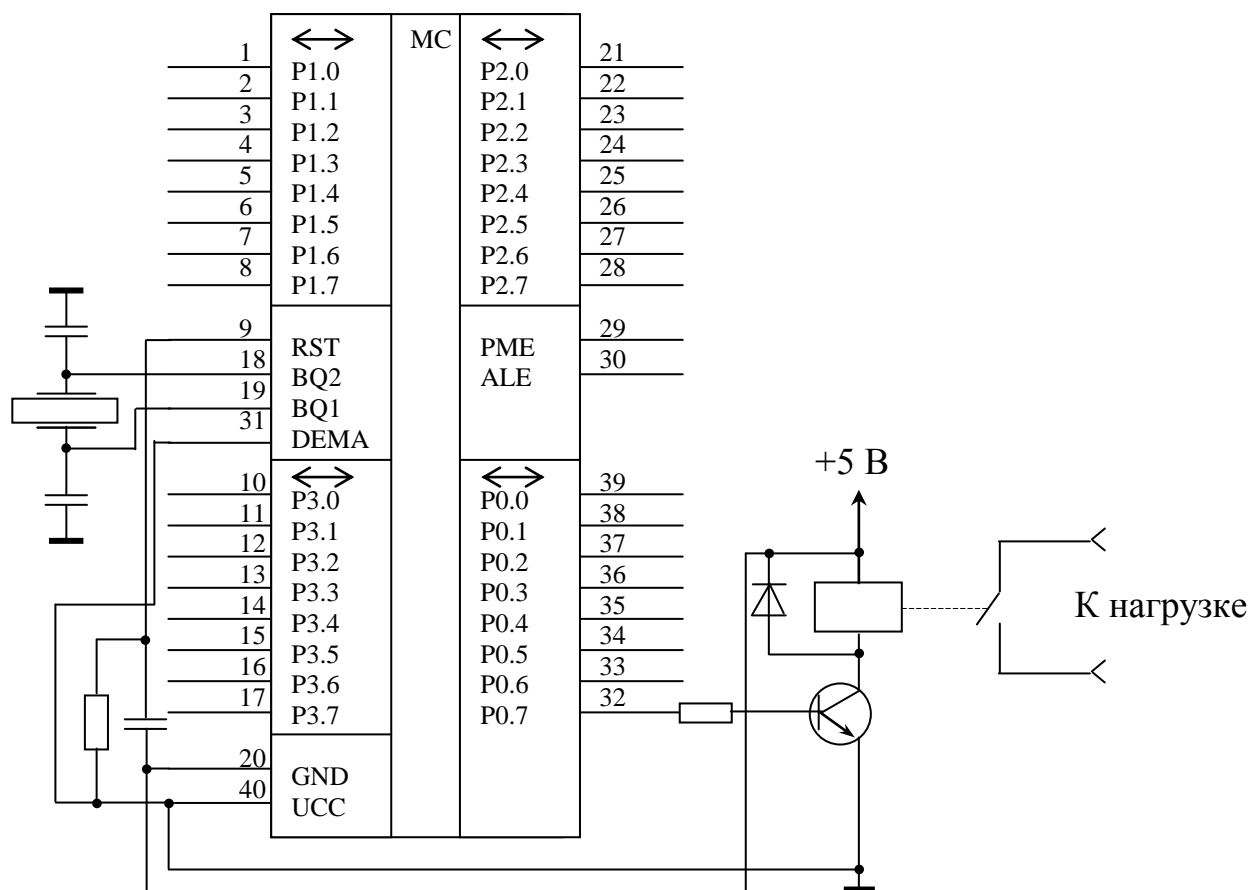 MC
1 P1.0
2 P1.1
3 P1.2
4 P1.3
5 P1.4
6 P1.5
7 P1.6
8 P1.7
9 RST
18 BQ2
19 BQ1
31 DEMA
10 P3.0
11 P3.1
12 P3.2
13 P3.3
14 P3.4
15 P3.5
16 P3.6
17 P3.7
20 GND
40 UCC
P2.0 21
P2.1 22
P2.2 23
P2.3 24
P2.4 25
P2.5 26
P2.6 27
P2.7 28
PME 29
ALE 30
P0.0 39
P0.1 38
P0.2 37
P0.3 36
P0.4 35
P0.5 34
P0.6 33
P0.7 32
+5 В
К нагрузке